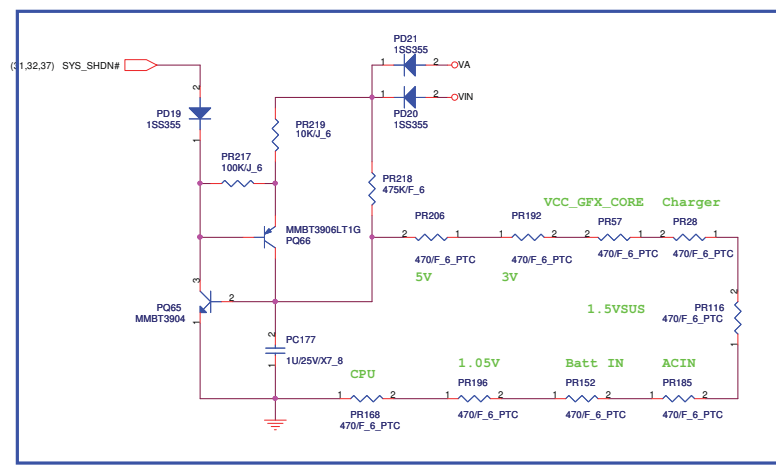 PD21
1SS355
1
2
VA
(31,32,37) SYS_SHDN#
1
2
VIN
PD20
1SS355
2
PD19
1SS355
1
PR219
10K/J_6
PR217
100K/J_6
PR218
475K/F_6
VCC_GFX_CORE
Charger
PR206
PR192
PR57
PR28
MMBT3906LT1G
PQ66
2
1
1
2
2
1
2
1
470/F_6_PTC
470/F_6_PTC
470/F_6_PTC
470/F_6_PTC
5V
3V
3
2
PQ65
MMBT3904
1
2
1.5VSUS
PR116
470/F_6_PTC
1
2
PC177
1U/25V/X7_8
1
CPU
1.05V
Batt IN
ACIN
PR196
PR152
PR185
1
2
1
2
1
2
1
2
PR168
470/F_6_PTC
470/F_6_PTC
470/F_6_PTC
470/F_6_PTC